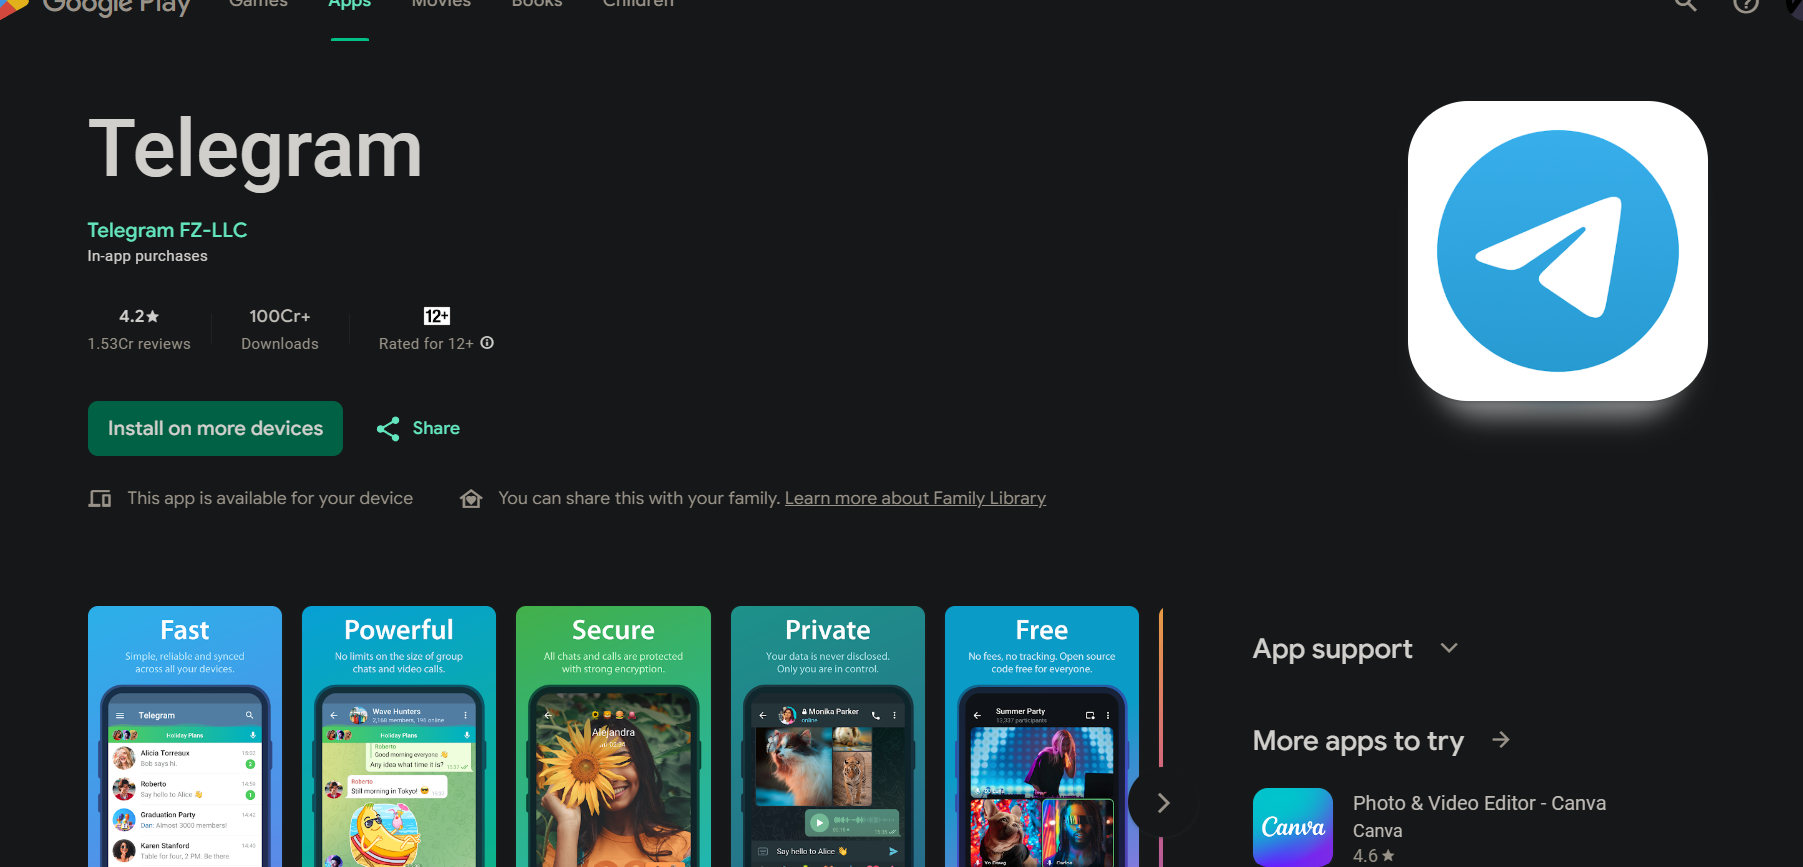 Google Play Games Apps Movies Books Children
Telegram
Telegram FZ-LLC
In-app purchases
4.2★
1.53Cr reviews
100Cr+
Downloads
12+
Rated for 12+
Install on more devices
Share
This app is available for your device
You can share this with your family. Learn more about Family Library
Fast
Simple, reliable and synced
across all your devices.
Telegram
Holiday Plans
Alicia Torreaux 15:22
Bob says hi. 2
Roberto
Say hello to Alice 👋 1
Graduation Party 14:42
Dan: Almost 3000 members!
Karen Stanford
Table for four, 2 PM. Be there.
Powerful
No limits on the size of group
chats and video calls.
Wave Hunters
Holiday Plans
Roberto
Good morning everyone 👋
Any idea what time it is?
Roberto
Still morning in Tokyo! 😎
Secure
All chats and calls are protected
with strong encryption.
Alejandra
Private
Your data is never disclosed.
Only you are in control.
Monika Parker
online
Say hello to Alice 👋
Free
No fees, no tracking. Open source
code free for everyone.
Summer Party
13,337 participants
App support
More apps to try
Canva
Photo & Video Editor - Canva
Canva
4.6★